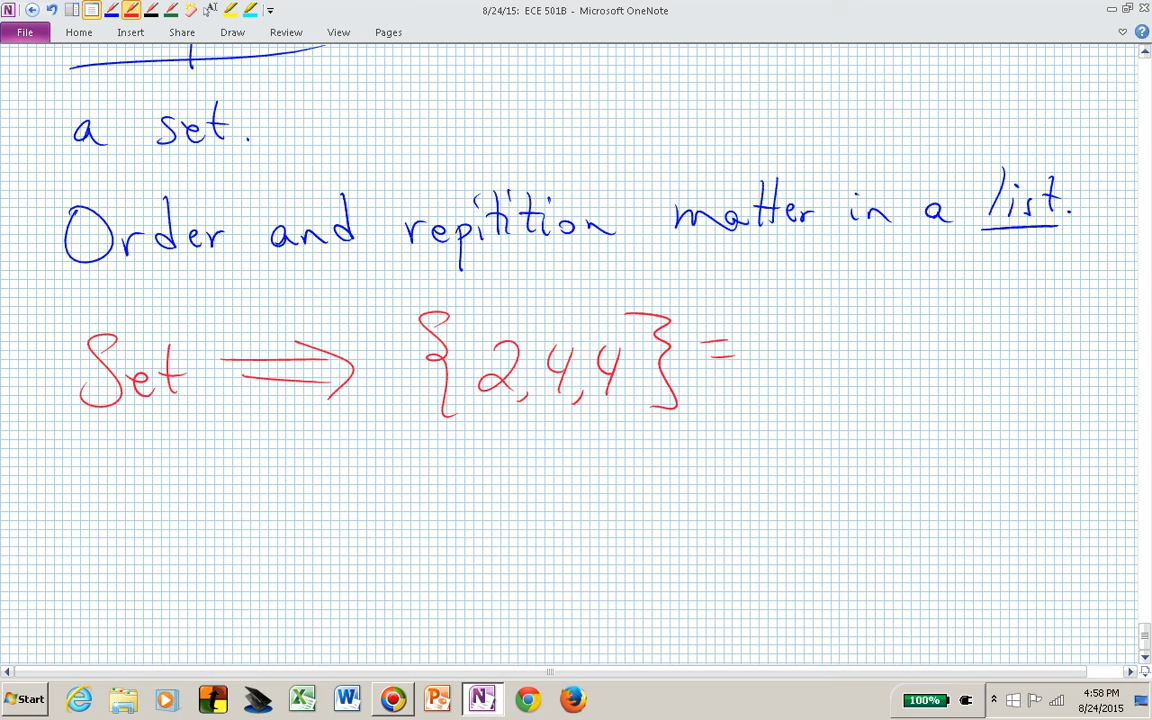 8/24/15: ECE 501B - Microsoft OneNote
File Home Insert Share Draw Review View Pages
a set.
Order and repitition matter in a list.
Set ⟹ {2,4,4} =
Start 100% 4:58 PM
8/24/2015